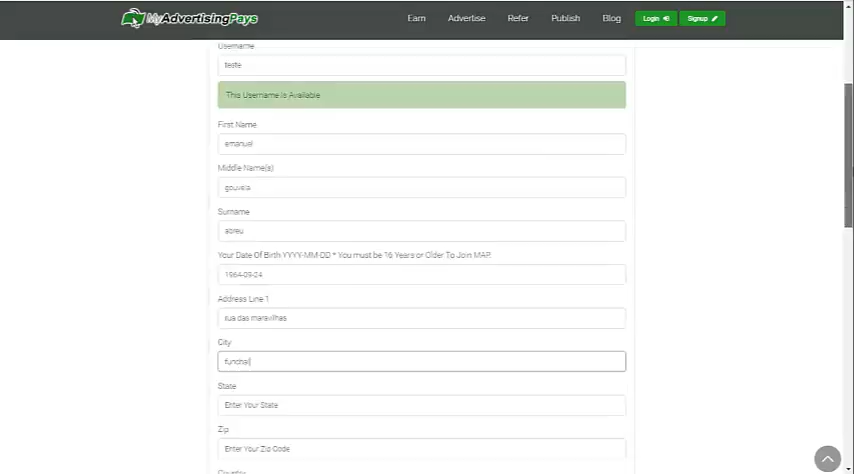 MyAdvertisingPays
Earn
Advertise
Refer
Publish
Blog
Login
Signup
Username
teste
This Username Is Available
First Name
emanuel
Middle Name(s)
gouveia
Surname
abreu
Your Date Of Birth YYYY-MM-DD * You must be 16 Years or Older To Join MAP.
1964-09-24
Address Line 1
rua das maravilhas
City
funchal
State
Enter Your State
Zip
Enter Your Zip Code
Country